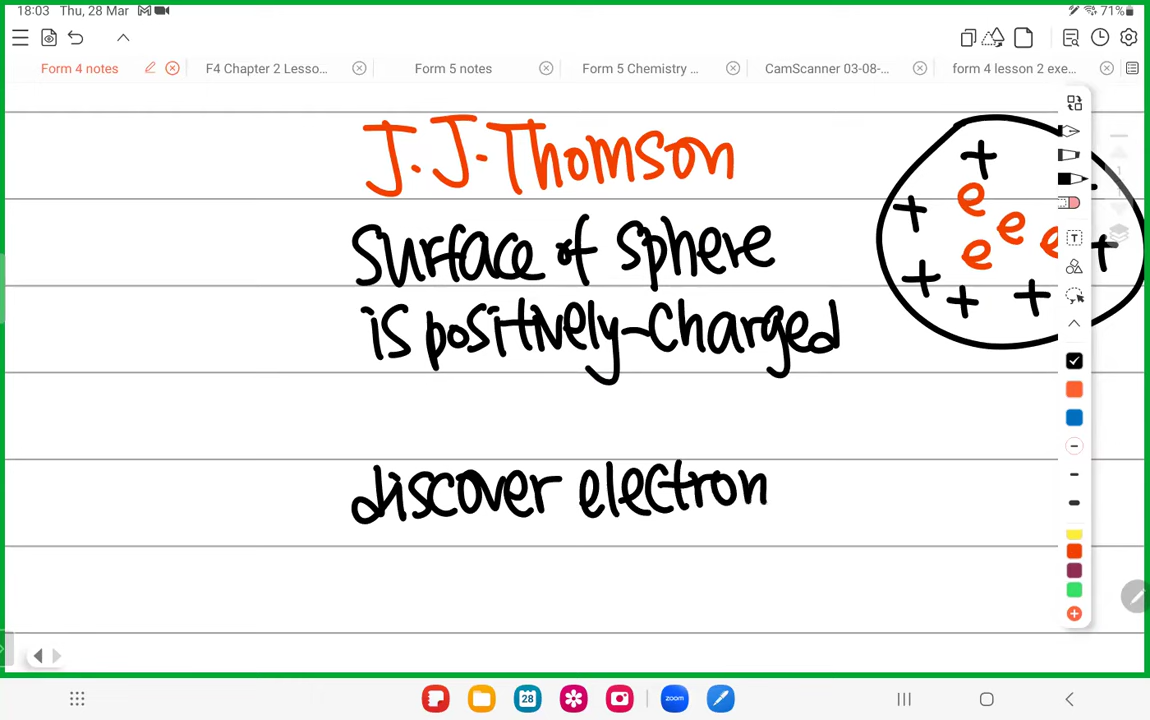 18:03 Thu, 28 Mar 71%
Form 4 notes F4 Chapter 2 Lesso... Form 5 notes Form 5 Chemistry ... CamScanner 03-08-... form 4 lesson 2 exe...
J.J.Thomson
surface of sphere
is positively-charged
discover electron
+
+ e
e e
e +
+ + +
T
28 zoom